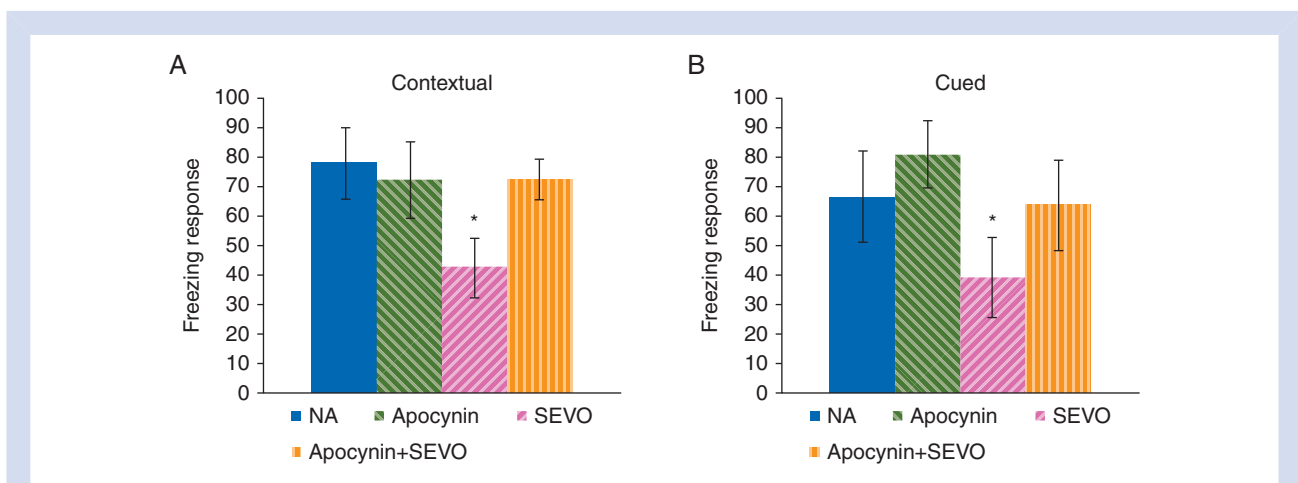 A
Contextual
100
90
80
70
60
50
40
30
20
10
0
Freezing response
*
NA Apocynin SEVO
Apocynin+SEVO
B
Cued
100
90
80
70
60
50
40
30
20
10
0
Freezing response
*
NA Apocynin SEVO
Apocynin+SEVO